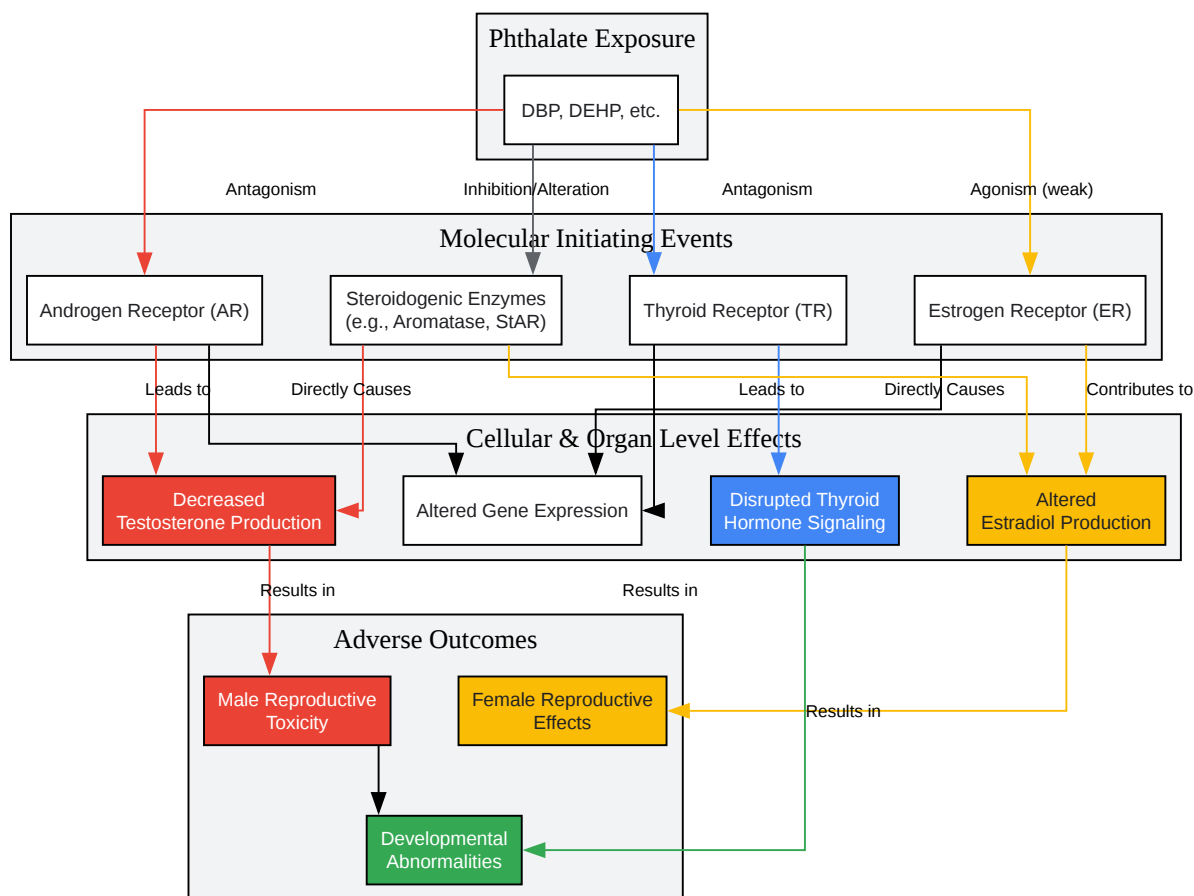 Phthalate Exposure
DBP, DEHP, etc.
Antagonism
Inhibition/Alteration
Antagonism
Agonism (weak)
Molecular Initiating Events
Androgen Receptor (AR)
Steroidogenic Enzymes
(e.g., Aromatase, StAR)
Thyroid Receptor (TR)
Estrogen Receptor (ER)
Leads to
Directly Causes
Leads to
Directly Causes
Contributes to
Cellular & Organ Level Effects
Decreased
Testosterone Production
Altered Gene Expression
Disrupted Thyroid
Hormone Signaling
Altered
Estradiol Production
Results in
Results in
Adverse Outcomes
Male Reproductive
Toxicity
Female Reproductive
Effects
Results in
Developmental
Abnormalities